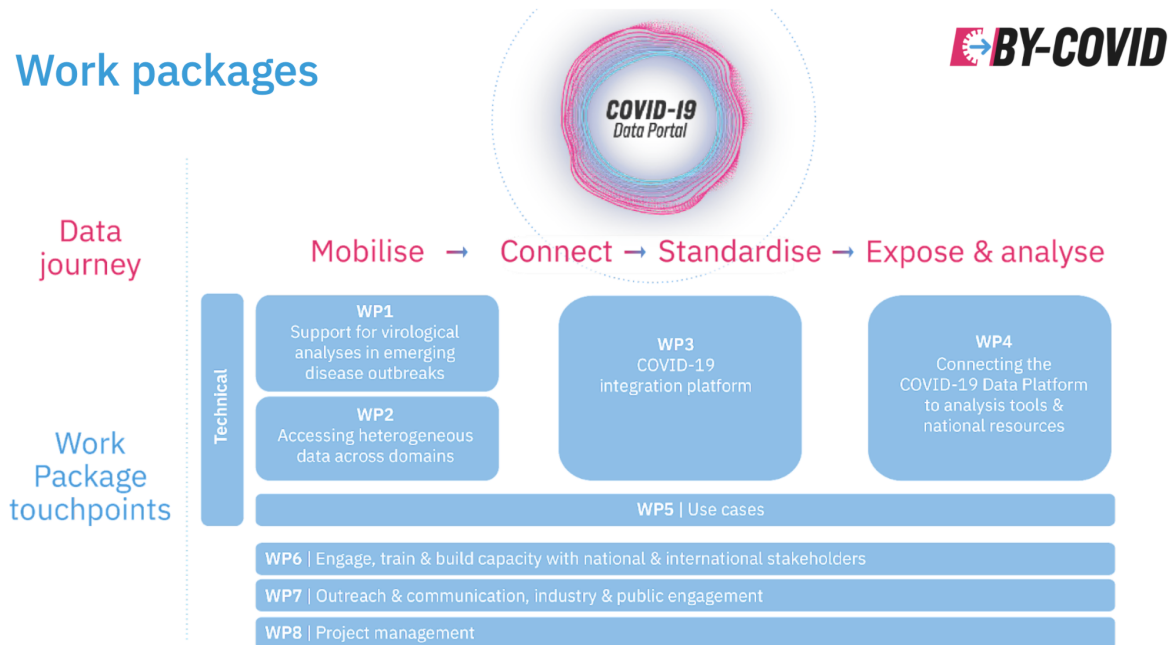 Work packages
BY-COVID
COVID-19
Data Portal
Data
journey
Mobilise → Connect → Standardise → Expose & analyse
Work
Package
touchpoints
Technical
WP1
Support for virological
analyses in emerging
disease outbreaks
WP2
Accessing heterogeneous
data across domains
WP3
COVID-19
integration platform
WP4
Connecting the
COVID-19 Data Platform
to analysis tools &
national resources
WP5 | Use cases
WP6 | Engage, train & build capacity with national & international stakeholders
WP7 | Outreach & communication, industry & public engagement
WP8 | Project management